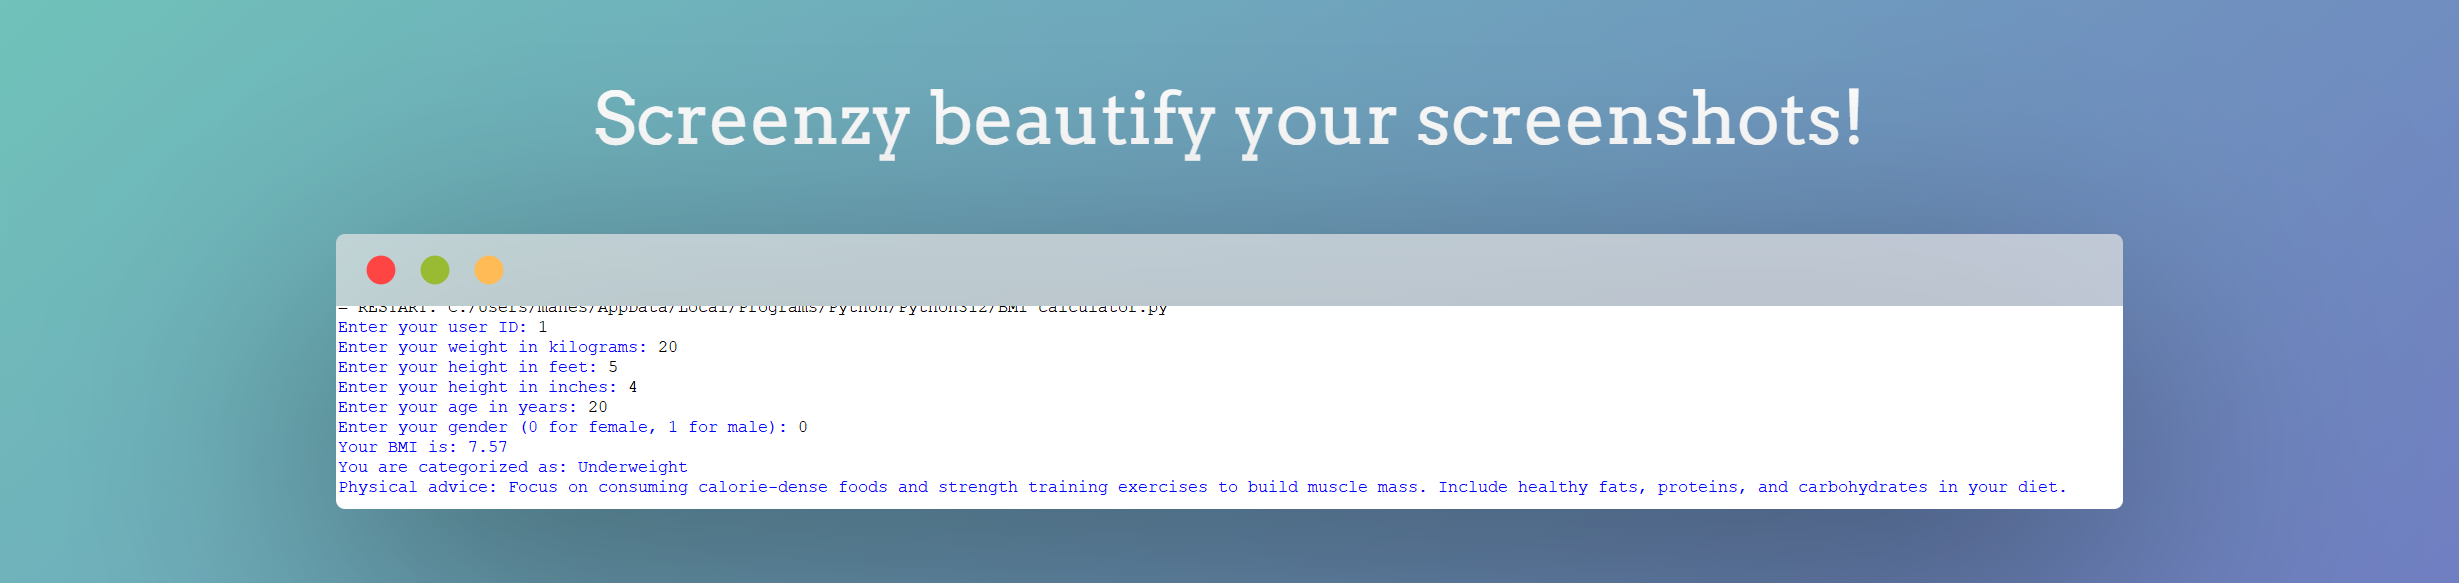 Screenzy beautify your screenshots!
= RESTART: C:/Users/manes/AppData/Local/Programs/Python/Python312/BMI calculator.py
Enter your user ID: 1
Enter your weight in kilograms: 20
Enter your height in feet: 5
Enter your height in inches: 4
Enter your age in years: 20
Enter your gender (0 for female, 1 for male): 0
Your BMI is: 7.57
You are categorized as: Underweight
Physical advice: Focus on consuming calorie-dense foods and strength training exercises to build muscle mass. Include healthy fats, proteins, and carbohydrates in your diet.